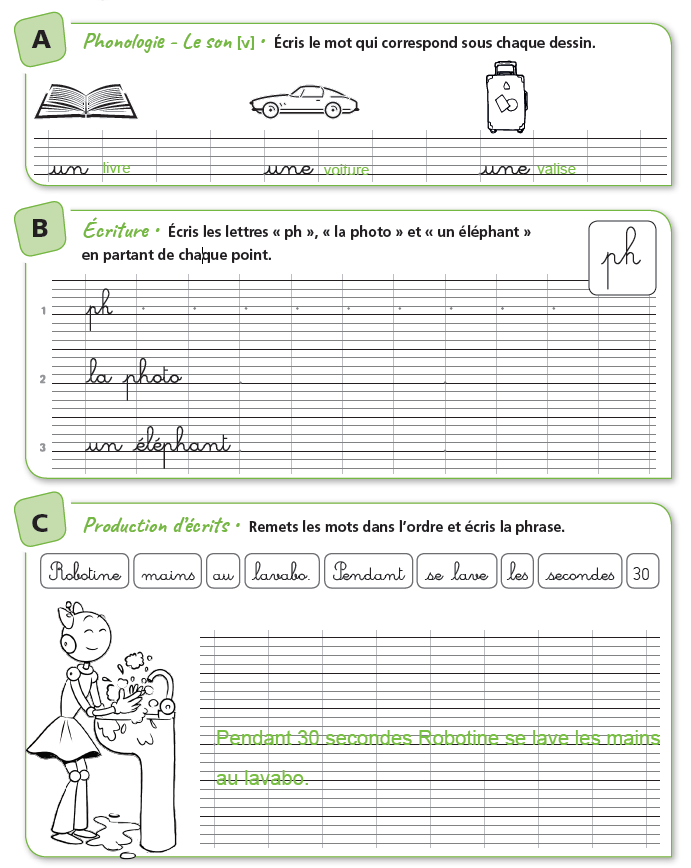 A
Phonologie - Le son [v] • Écris le mot qui correspond sous chaque dessin.
un livre une voiture une valise
B
Écriture • Écris les lettres « ph », « la photo » et « un éléphant »
en partant de chaque point.
ph
1 ph
2 la photo
3 un éléphant
C
Production d'écrits • Remets les mots dans l'ordre et écris la phrase.
Robotine mains au lavabo. Pendant se lave les secondes 30
Pendant 30 secondes Robotine se lave les mains
au lavabo.